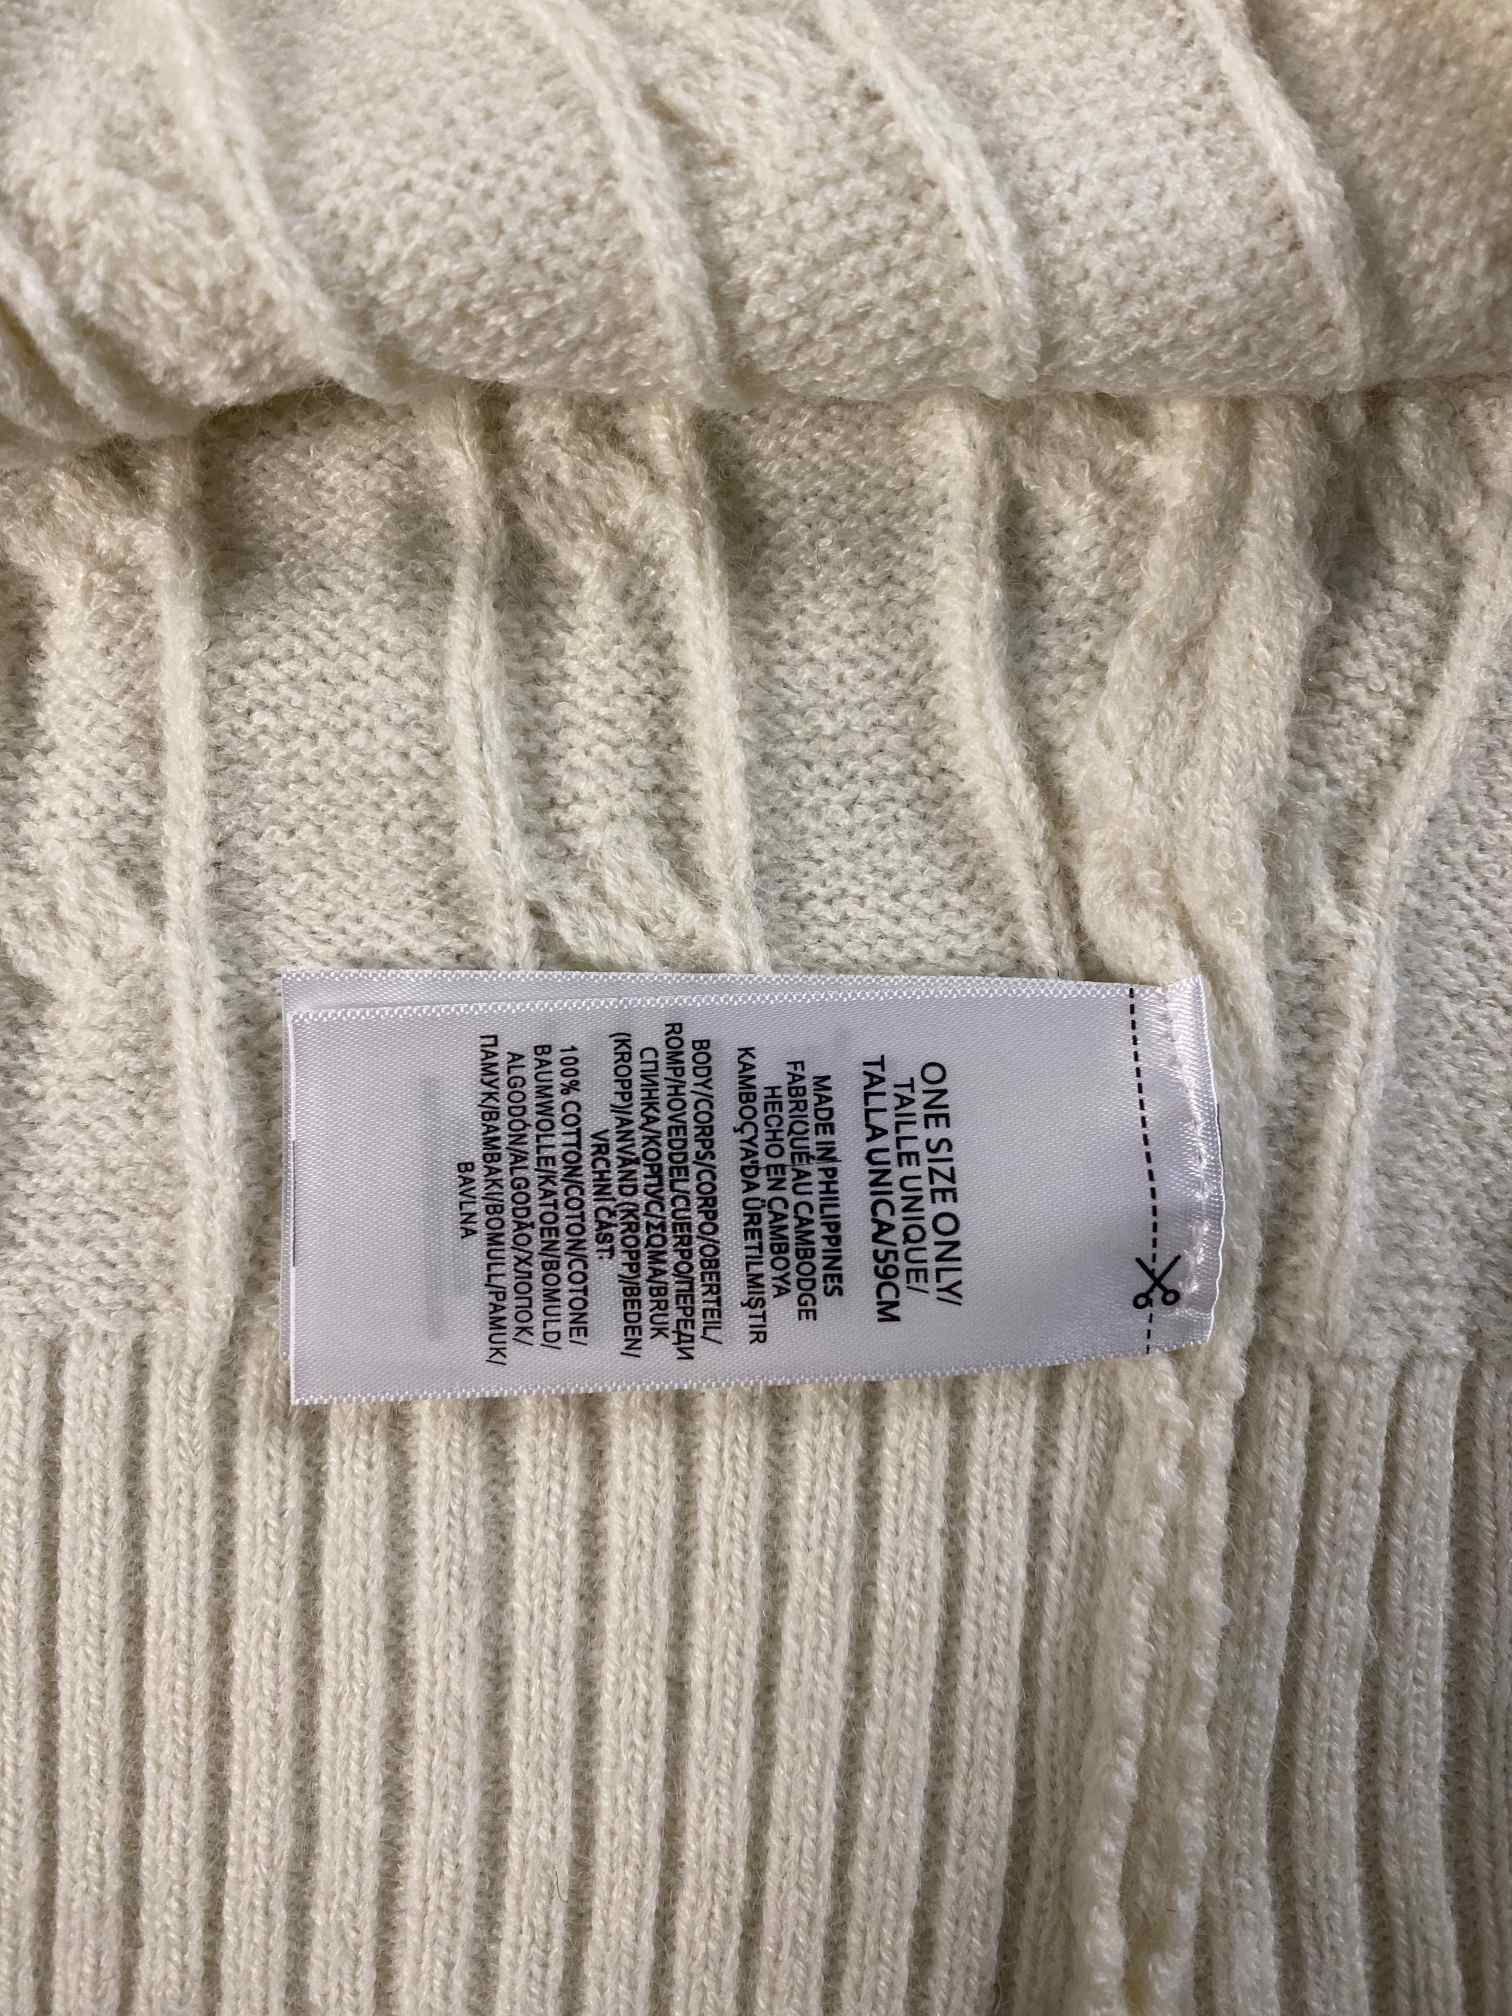 ONE SIZE ONLY/
TAILLE UNIQUE/
TALLA UNICA/59CM
MADE IN PHILIPPINES
FABRIQUÉ AU CAMBODGE
HECHO EN CAMBOYA
KAMBOÇYA'DA ÜRETILMIŞTIR
BODY/CORPS/CORPO/OBERTEIL/
ROMP/HOVEDDEL/CUERPO/ПЕРЕДИ
СПИНКА/КОРПУС/ΣΩΜΑ/BRUK
(KROPP)/ANVÄND (KROPP)/BEDEN/
VRCHNÍ ČÁST:
100% COTTON/COTON/COTONE/
BAUMWOLLE/KATOEN/BOMULD/
ALGODÓN/ALGODÃO/ХЛОПОК/
ПАМУК/BAMBAKI/BOMULL/PAMUK/
BAVLNA